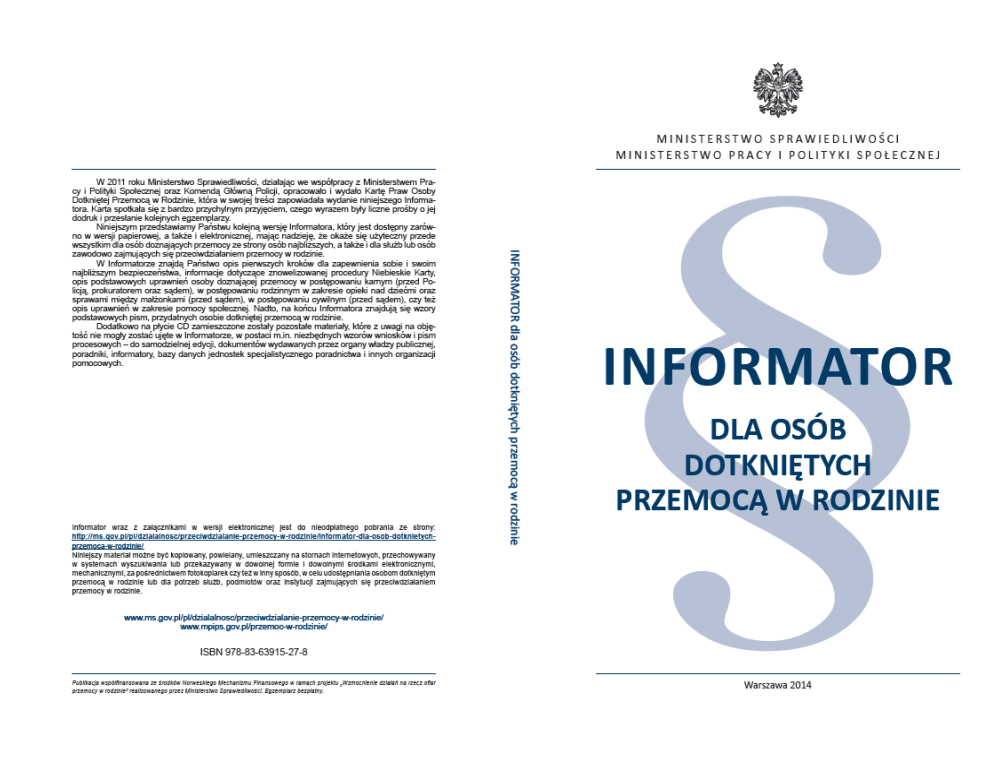 W 2011 roku Ministerstwo Sprawiedliwości, działając we współpracy z Ministerstwem Pra-
cy i Polityki Społecznej oraz Komendą Główną Policji, opracowało i wydało Kartę Praw Osoby
Dotkniętej Przemocą w Rodzinie, która w swojej treści zapowiadała wydanie niniejszego Informa-
tora. Karta spotkała się z bardzo przychylnym przyjęciem, czego wyrazem były liczne prośby o jej
dodruk i przesłanie kolejnych egzemplarzy.
Niniejszym przedstawiamy Państwu kolejną wersję Informatora, który jest dostępny zarów-
no w wersji papierowej, a także i elektronicznej, mając nadzieję, że okaże się użyteczny przede
wszystkim dla osób doznających przemocy ze strony osób najbliższych, a także i dla służb lub osób
zawodowo zajmujących się przeciwdziałaniem przemocy w rodzinie.
W Informatorze znajdą Państwo opis pierwszych kroków dla zapewnienia sobie i swoim
najbliższym bezpieczeństwa, informacje dotyczące znowelizowanej procedury Niebieskie Karty,
opis podstawowych uprawnień osoby doznającej przemocy w postępowaniu karnym (przed Po-
licją, prokuratorem oraz sądem), w postępowaniu rodzinnym w zakresie opieki nad dziećmi oraz
sprawami między małżonkami (przed sądem), w postępowaniu cywilnym (przed sądem), czy też
opis uprawnień w zakresie pomocy społecznej. Nadto, na końcu Informatora znajdują się wzory
podstawowych pism, przydatnych osobie dotkniętej przemocą w rodzinie.
Dodatkowo na płycie CD zamieszczone zostały pozostałe materiały, które z uwagi na obję-
tość nie mogły zostać ujęte w Informatorze, w postaci m.in. niezbędnych wzorów wniosków i pism
procesowych – do samodzielnej edycji, dokumentów wydawanych przez organy władzy publicznej,
poradniki, informatory, bazy danych jednostek specjalistycznego poradnictwa i innych organizacji
pomocowych.
Informator wraz z załącznikami w wersji elektronicznej jest do nieodpłatnego pobrania ze strony:
http://ms.gov.pl/pl/dzialalnosc/przeciwdzialanie-przemocy-w-rodzinie/informator-dla-osob-dotknietych-
przemoca-w-rodzinie/
Niniejszy materiał możne być kopiowany, powielany, umieszczany na stornach internetowych, przechowywany
w systemach wyszukiwania lub przekazywany w dowolnej formie i dowolnymi środkami elektronicznymi,
mechanicznymi, za pośrednictwem fotokopiarek czy też w inny sposób, w celu udostępniania osobom dotkniętym
przemocą w rodzinie lub dla potrzeb służb, podmiotów oraz instytucji zajmujących się przeciwdziałaniem
przemocy w rodzinie.
www.ms.gov.pl/pl/dzialalnosc/przeciwdzialanie-przemocy-w-rodzinie/
www.mpips.gov.pl/przemoc-w-rodzinie/
ISBN 978-83-63915-27-8
Publikacja współfinansowana ze środków Norweskiego Mechanizmu Finansowego w ramach projektu „Wzmocnienie działań na rzecz ofiar
przemocy w rodzinie" realizowanego przez Ministerstwo Sprawiedliwości. Egzemplarz bezpłatny.
INFORMATOR dla osób dotkniętych przemocą w rodzinie
MINISTERSTWO SPRAWIEDLIWOŚCI
MINISTERSTWO PRACY I POLITYKI SPOŁECZNEJ
§
INFORMATOR
DLA OSÓB
DOTKNIĘTYCH
PRZEMOCĄ W RODZINIE
Warszawa 2014